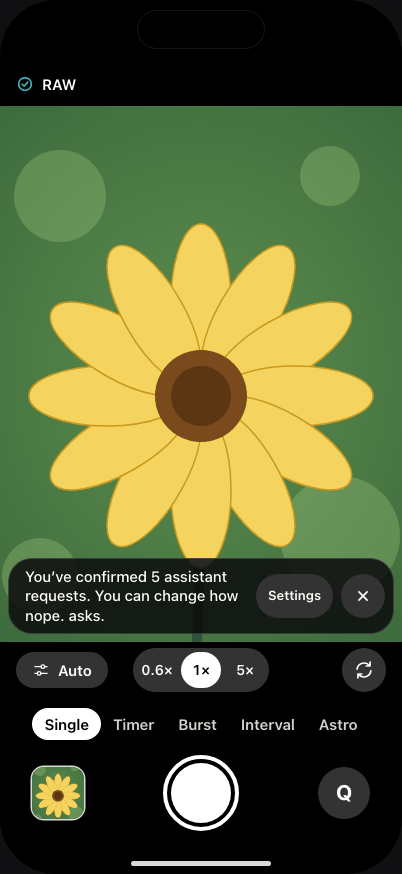 RAW
You’ve confirmed 5 assistant
requests. You can change how
nope. asks.
Settings
Auto
0.6×
1×
5×
Single
Timer
Burst
Interval
Astro
Q